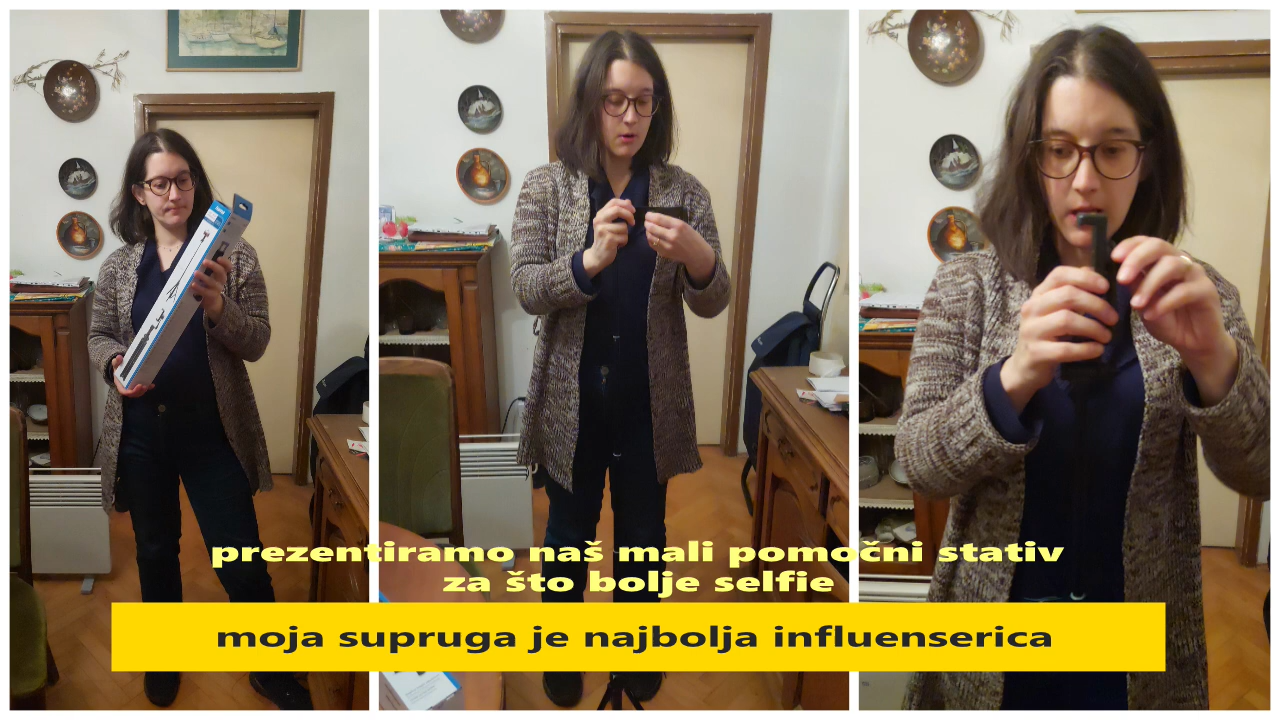 prezentiramo naš mali pomoćni stativ
za što bolje selfie
moja supruga je najbolja influenserica